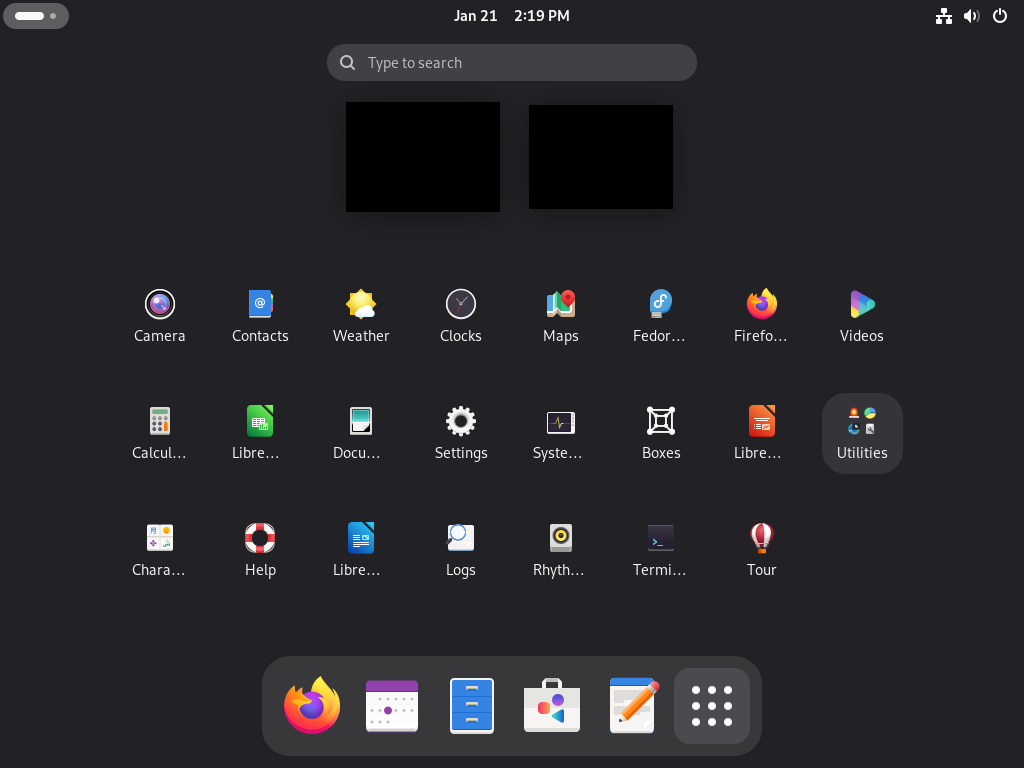 Jan 21 2:19 PM
Type to search
Camera Contacts Weather Clocks Maps Fedor... Firefo... Videos
Calcul... Libre... Docu... Settings Syste... Boxes Libre... Utilities
Chara... Help Libre... Logs Rhyth... Termi... Tour